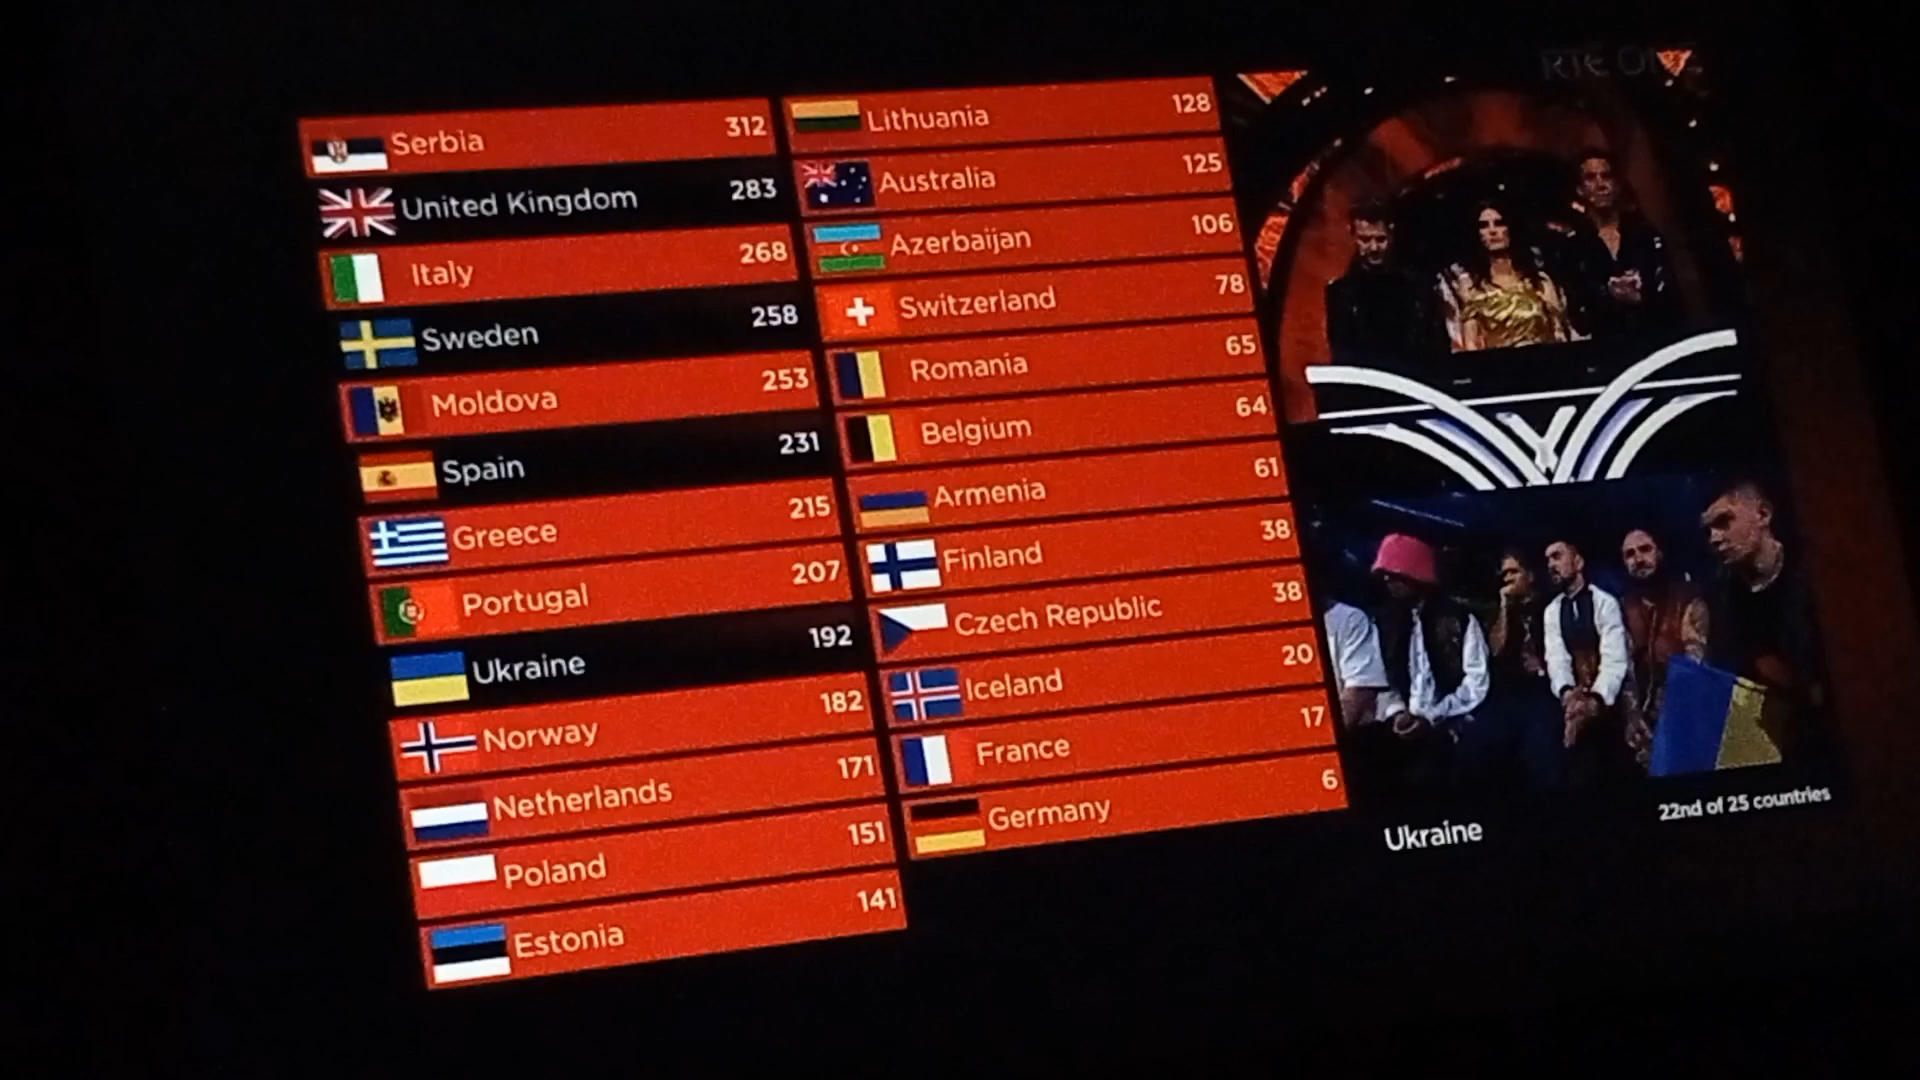 RTÉ ONE
Serbia 312
United Kingdom 283
Italy 268
Sweden 258
Moldova 253
Spain 231
Greece 215
Portugal 207
Ukraine 192
Norway 182
Netherlands 171
Poland 151
Estonia 141
Lithuania 128
Australia 125
Azerbaijan 106
Switzerland 78
Romania 65
Belgium 64
Armenia 61
Finland 38
Czech Republic 38
Iceland 20
France 17
Germany 6
Ukraine
22nd of 25 countries